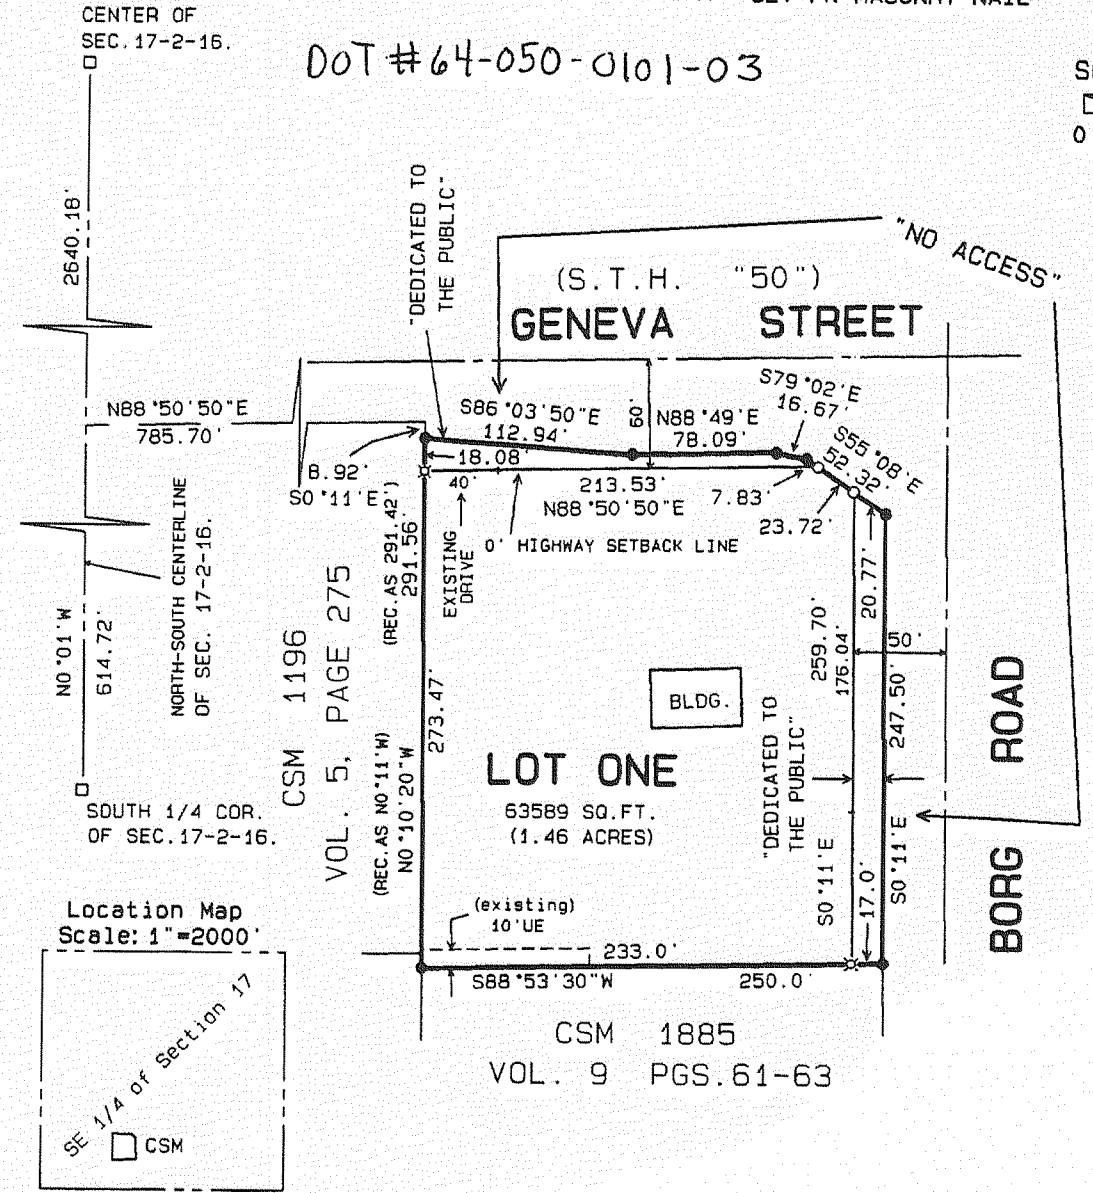 CENTER OF
SEC.17-2-16.
DOT #64-050-0101-03
2640.18'
"DEDICATED TO
THE PUBLIC"
"NO ACCESS"
(S.T.H. "50")
GENEVA STREET
N88°50'50"E
785.70'
S86°03'50"E
112.94'
60'
N88°49'E
78.09'
S79°02'E
16.67'
S55°08'E
52.32'
8.92'
S0°11'E
18.08'
40'
213.53'
N88°50'50"E
7.83'
23.72'
0' HIGHWAY SETBACK LINE
EXISTING
DRIVE
(REC.AS 291.42')
291.56'
NORTH-SOUTH CENTERLINE
OF SEC. 17-2-16.
N0°01'W
614.72'
CSM 1196
VOL. 5, PAGE 275
273.47'
(REC.AS N0°11'W)
N0°10'20"W
BLDG.
LOT ONE
63589 SQ.FT.
(1.46 ACRES)
259.70'
176.04'
20.77'
50'
247.50'
"DEDICATED TO
THE PUBLIC"
S0°11'E
17.0'
S0°11'E
BORG ROAD
SOUTH 1/4 COR.
OF SEC.17-2-16.
(existing)
10'UE
233.0'
S88°53'30"W
250.0
CSM 1885
VOL. 9 PGS.61-63
Location Map
Scale: 1"=2000'
SE 1/4 of Section 17
CSM